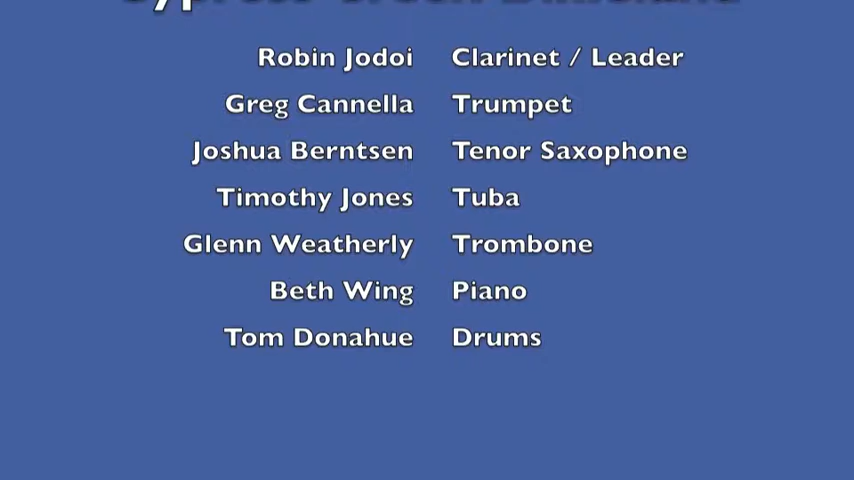 Robin Jodoi Clarinet / Leader
Greg Cannella Trumpet
Joshua Berntsen Tenor Saxophone
Timothy Jones Tuba
Glenn Weatherly Trombone
Beth Wing Piano
Tom Donahue Drums